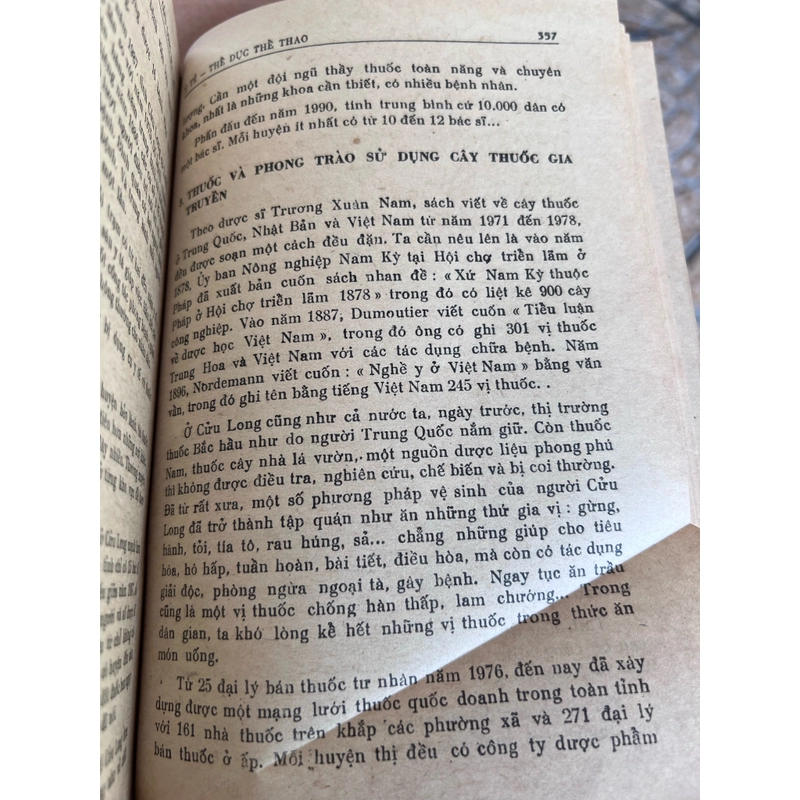 TẾ — THỂ DỤC THỂ THAO 357
lượng. Cần một đội ngũ thầy thuốc toàn năng và chuyên
khoa, nhất là những khoa cần thiết, có nhiều bệnh nhân.
Phấn đấu đến năm 1990, tính trung bình cứ 10.000 dân có
một bác sĩ. Mỗi huyện ít nhất có từ 10 đến 12 bác sĩ...
THUỐC VÀ PHONG TRÀO SỬ DỤNG CÂY THUỐC GIA
TRUYỀN
Theo dược sĩ Trương Xuân Nam, sách viết về cây thuốc
ở Trung Quốc, Nhật Bản và Việt Nam từ năm 1971 đến 1978,
đều được soạn một cách đều đặn. Ta cần nêu lên là vào năm
1878, Ủy ban Nông nghiệp Nam Kỳ tại Hội chợ triển lãm ở
Pháp đã xuất bản cuốn sách nhan đề : « Xứ Nam Kỳ thuộc
Pháp ở Hội chợ triển lãm 1878 » trong đó có liệt kê 900 cây
công nghiệp. Vào năm 1887, Dumoutier viết cuốn « Tiểu luận
về dược học Việt Nam », trong đó ông có ghi 301 vị thuốc
Trung Hoa và Việt Nam với các tác dụng chữa bệnh. Năm
1896, Nordemann viết cuốn : « Nghề y ở Việt Nam » bằng văn
vần, trong đó ghi tên bằng tiếng Việt Nam 245 vị thuốc. .
Ở Cửu Long cũng như cả nước ta, ngày trước, thị trường
thuốc Bắc hầu như do người Trung Quốc nắm giữ. Còn thuốc
Nam, thuốc cây nhà lá vườn, một nguồn dược liệu phong phú
thì không được điều tra, nghiên cứu, chế biến và bị coi thường.
Đã từ rất xưa, một số phương pháp vệ sinh của người Cửu
Long đã trở thành tập quán như ăn những thứ gia vị : gừng,
hành, tỏi, tía tô, rau húng, sả... chẳng những giúp cho tiêu
hóa, hô hấp, tuần hoàn, bài tiết, điều hòa, mà còn có tác dụng
giải độc, phòng ngừa ngoại tà, gây bệnh. Ngay tục ăn trầu
cũng là một vị thuốc chống hàn thấp, lam chướng... Trong
dân gian, ta khó lòng kể hết những vị thuốc trong thức ăn
món uống.
Từ 25 đại lý bán thuốc tư nhân năm 1976, đến nay đã xây
dựng được một mạng lưới thuốc quốc doanh trong toàn tỉnh
với 161 nhà thuốc trên khắp các phường xã và 271 đại lý
bán thuốc ở ấp. Mỗi huyện thị đều có công ty dược phẩm